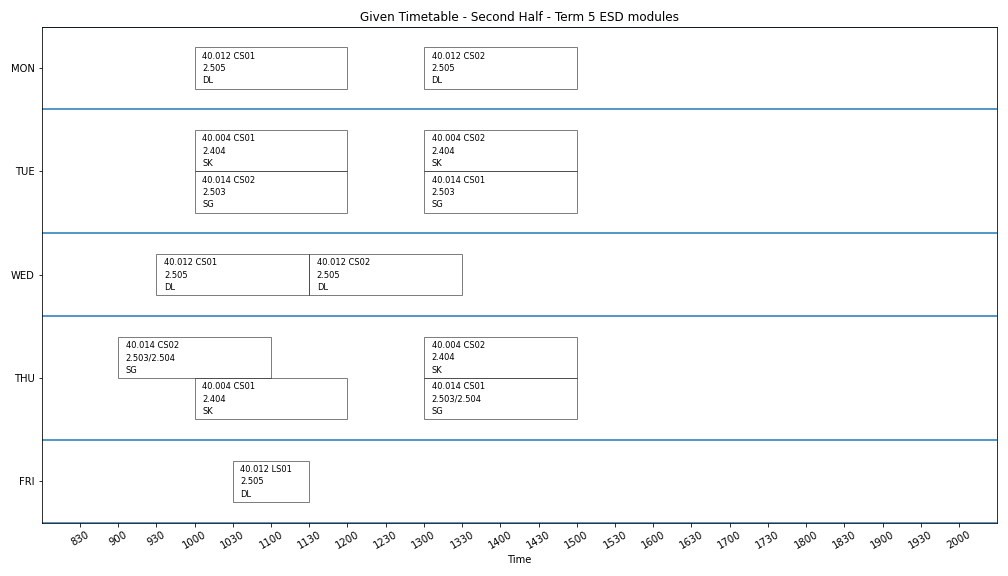 Given Timetable - Second Half - Term 5 ESD modules
MON
40.012 CS01
2.505
DL
40.012 CS02
2.505
DL
TUE
40.004 CS01
2.404
SK
40.004 CS02
2.404
SK
40.014 CS02
2.503
SG
40.014 CS01
2.503
SG
WED
40.012 CS01
2.505
DL
40.012 CS02
2.505
DL
THU
40.014 CS02
2.503/2.504
SG
40.004 CS02
2.404
SK
40.004 CS01
2.404
SK
40.014 CS01
2.503/2.504
SG
FRI
40.012 LS01
2.505
DL
830 900 930 1000 1030 1100 1130 1200 1230 1300 1330 1400 1430 1500 1600 1630 1700 1730 1800 1830 1900 1930 2000
Time